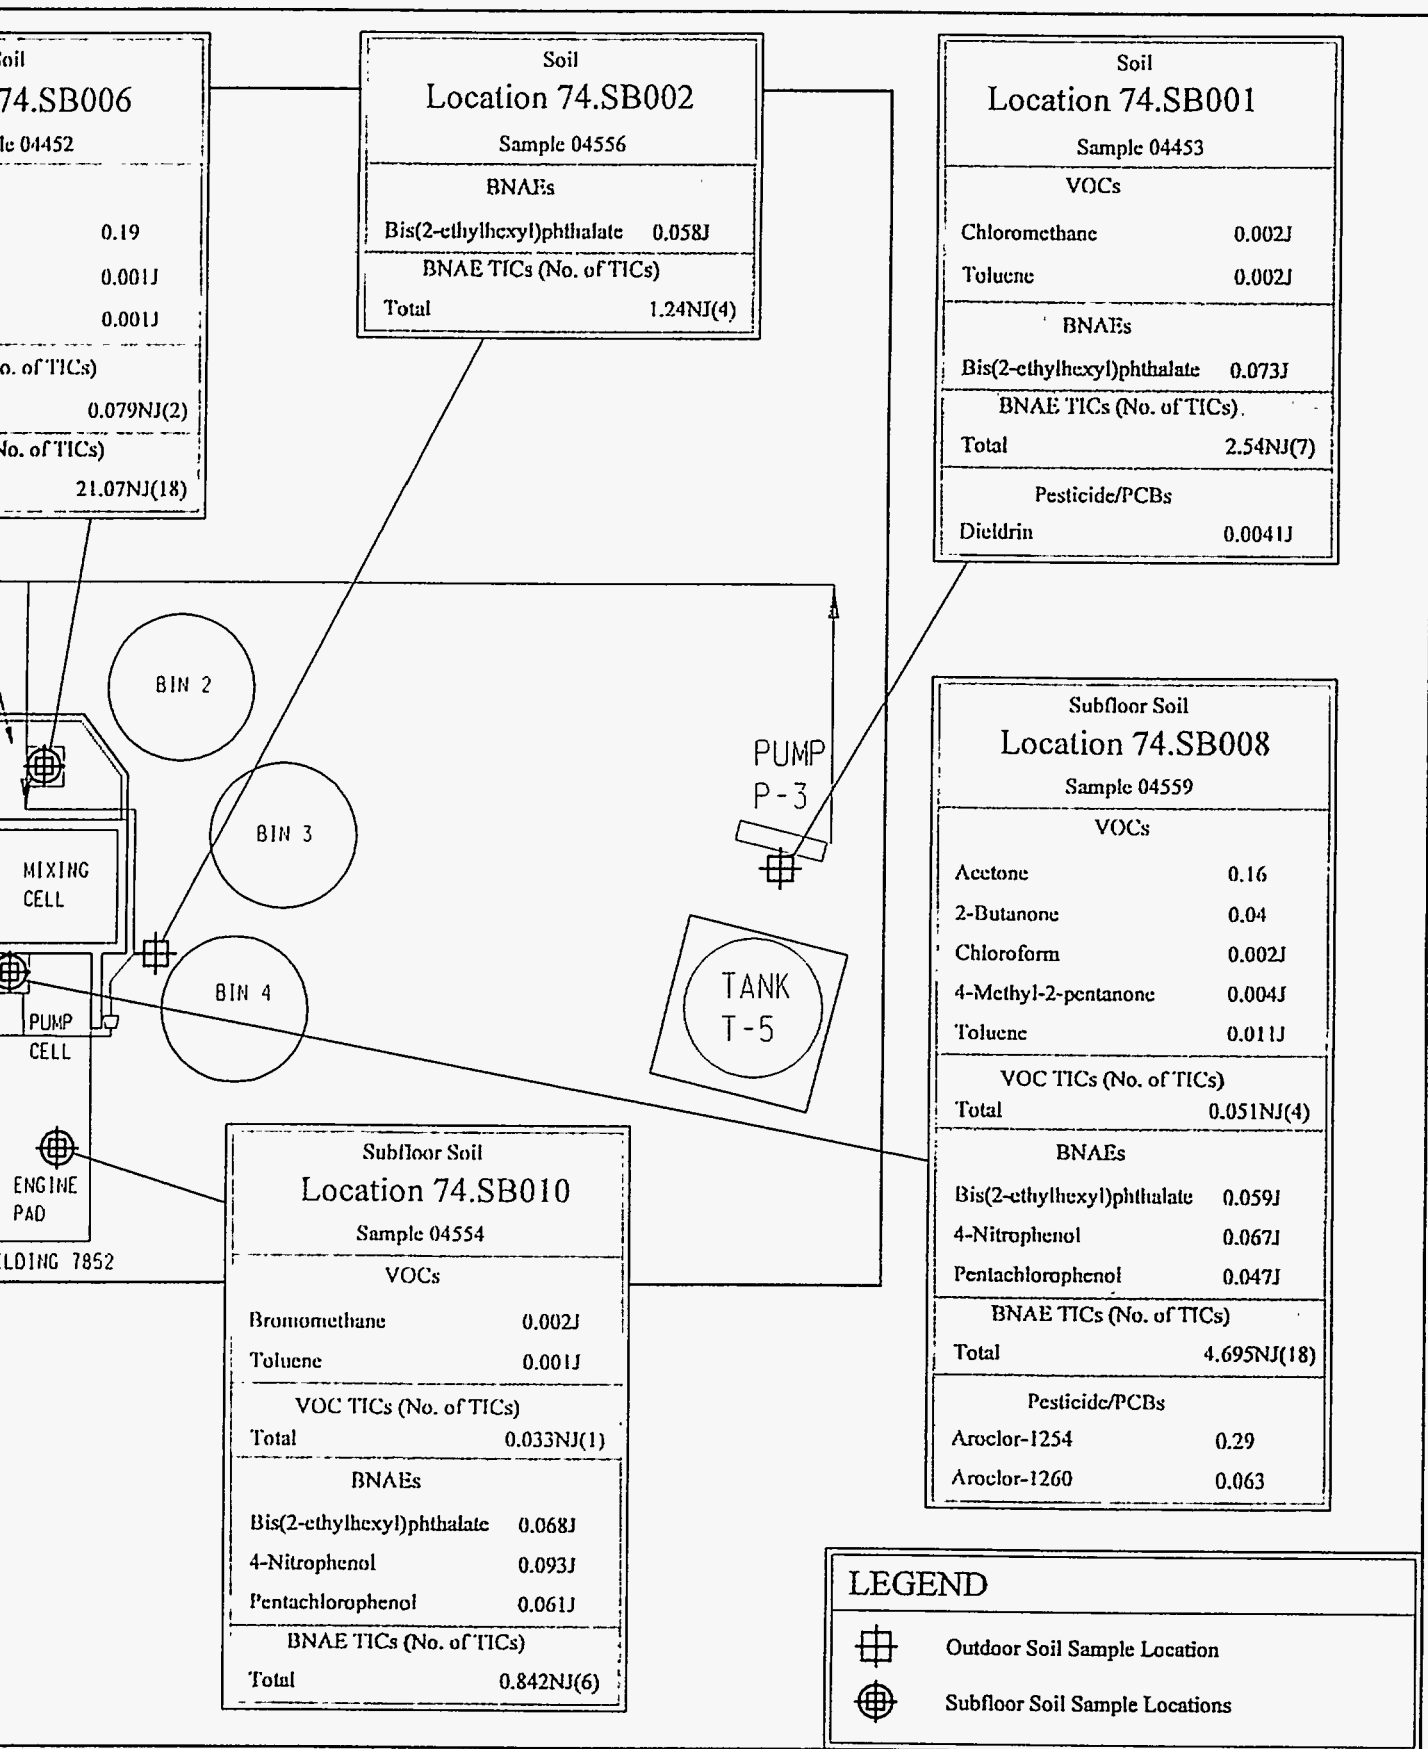 Soil
74.SB006
le 04452
0.19
0.001J
0.001J
o. of TICs)
0.079NJ(2)
No. of TICs)
21.07NJ(18)
Soil
Location 74.SB002
Sample 04556
BNAEs
Bis(2-ethylhexyl)phthalate 0.058J
BNAE TICs (No. of TICs)
Total 1.24NJ(4)
Soil
Location 74.SB001
Sample 04453
VOCs
Chloromethane 0.002J
Toluene 0.002J
BNAEs
Bis(2-ethylhexyl)phthalate 0.073J
BNAE TICs (No. of TICs)
Total 2.54NJ(7)
Pesticide/PCBs
Dieldrin 0.0041J
BIN 2
BIN 3
BIN 4
MIXING
CELL
PUMP
CELL
ENGINE
PAD
LDING 7852
PUMP
P-3
TANK
T-5
Subfloor Soil
Location 74.SB008
Sample 04559
VOCs
Acetone 0.16
2-Butanone 0.04
Chloroform 0.002J
4-Methyl-2-pentanone 0.004J
Toluene 0.011J
VOC TICs (No. of TICs)
Total 0.051NJ(4)
BNAEs
Bis(2-ethylhexyl)phthalate 0.059J
4-Nitrophenol 0.067J
Pentachlorophenol 0.047J
BNAE TICs (No. of TICs)
Total 4.695NJ(18)
Pesticide/PCBs
Aroclor-1254 0.29
Aroclor-1260 0.063
Subfloor Soil
Location 74.SB010
Sample 04554
VOCs
Bromomethane 0.002J
Toluene 0.001J
VOC TICs (No. of TICs)
Total 0.033NJ(1)
BNAEs
Bis(2-ethylhexyl)phthalate 0.068J
4-Nitrophenol 0.093J
Pentachlorophenol 0.061J
BNAE TICs (No. of TICs)
Total 0.842NJ(6)
LEGEND
Outdoor Soil Sample Location
Subfloor Soil Sample Locations